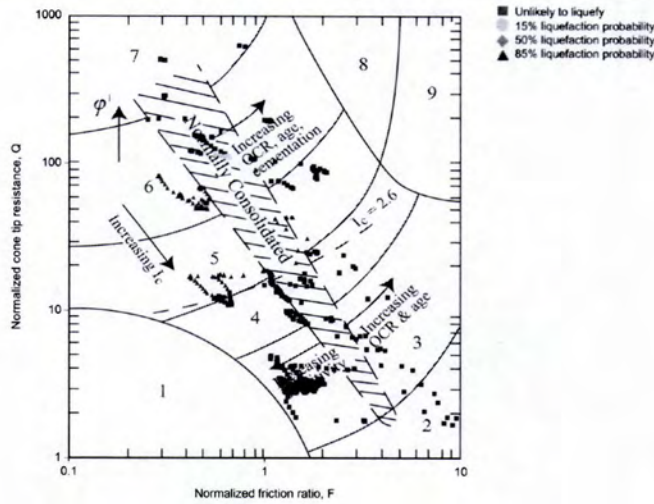 Unlikely to liquefy
15% liquefaction probability
50% liquefaction probability
85% liquefaction probability
1000
100
10
1
Normalized cone tip resistance, Q
7
8
9
φ'
Increasing
OCR, age,
cementation
Normally Consolidated
6
Ic = 2.6
Increasing Ic
5
4
Increasing
OCR & age
3
1
2
0.1
1
10
Normalized friction ratio, F